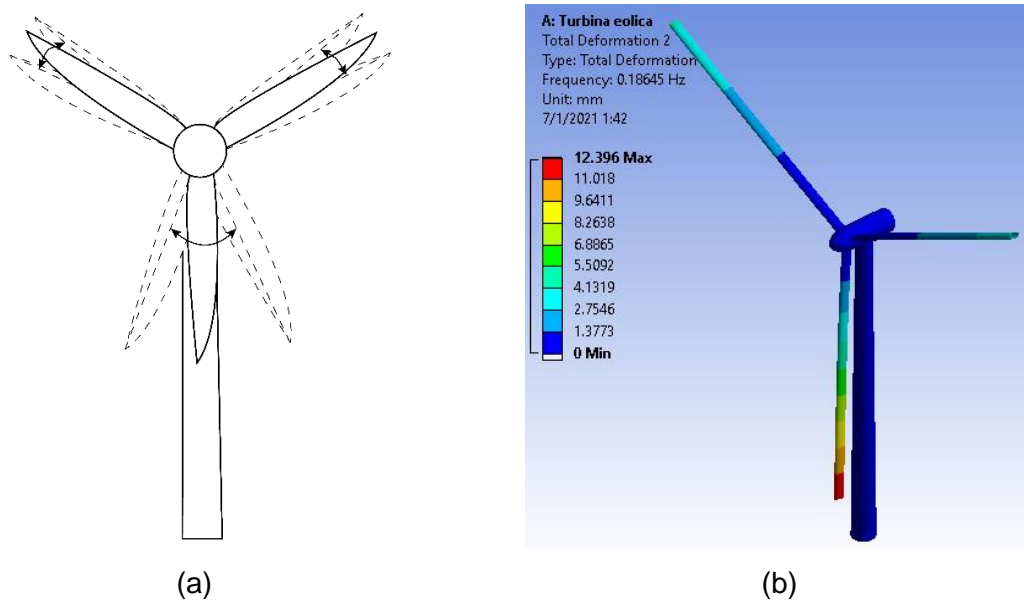 A: Turbina eolica
Total Deformation 2
Type: Total Deformation
Frequency: 0.18645 Hz
Unit: mm
7/1/2021 1:42
12.396 Max
11.018
9.6411
8.2638
6.8865
5.5092
4.1319
2.7546
1.3773
0 Min
(a)
(b)